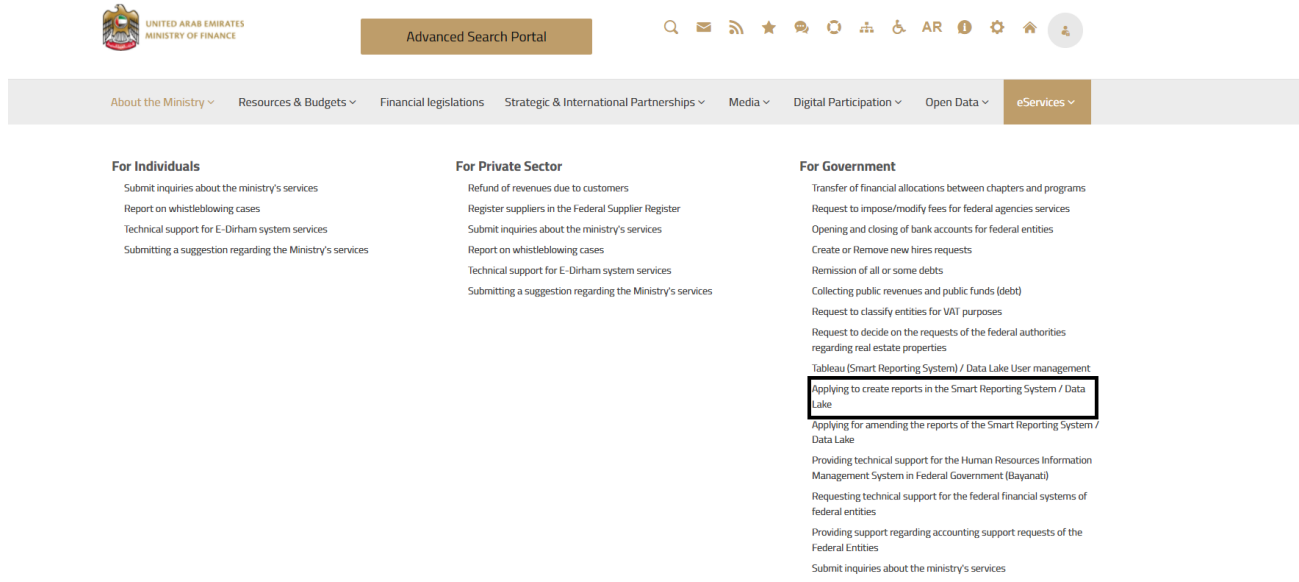 UNITED ARAB EMIRATES
MINISTRY OF FINANCE
Advanced Search Portal
AR
About the Ministry
Resources & Budgets
Financial legislations
Strategic & International Partnerships
Media
Digital Participation
Open Data
eServices
For Individuals
Submit inquiries about the ministry's services
Report on whistleblowing cases
Technical support for E-Dirham system services
Submitting a suggestion regarding the Ministry's services
For Private Sector
Refund of revenues due to customers
Register suppliers in the Federal Supplier Register
Submit inquiries about the ministry's services
Report on whistleblowing cases
Technical support for E-Dirham system services
Submitting a suggestion regarding the Ministry's services
For Government
Transfer of financial allocations between chapters and programs
Request to impose/modify fees for federal agencies services
Opening and closing of bank accounts for federal entities
Create or Remove new hires requests
Remission of all or some debts
Collecting public revenues and public funds (debt)
Request to classify entities for VAT purposes
Request to decide on the requests of the federal authorities
regarding real estate properties
Tableau (Smart Reporting System) / Data Lake User management
Applying to create reports in the Smart Reporting System / Data
Lake
Applying for amending the reports of the Smart Reporting System /
Data Lake
Providing technical support for the Human Resources Information
Management System in Federal Government (Bayanati)
Requesting technical support for the federal financial systems of
federal entities
Providing support regarding accounting support requests of the
Federal Entities
Submit inquiries about the ministry's services